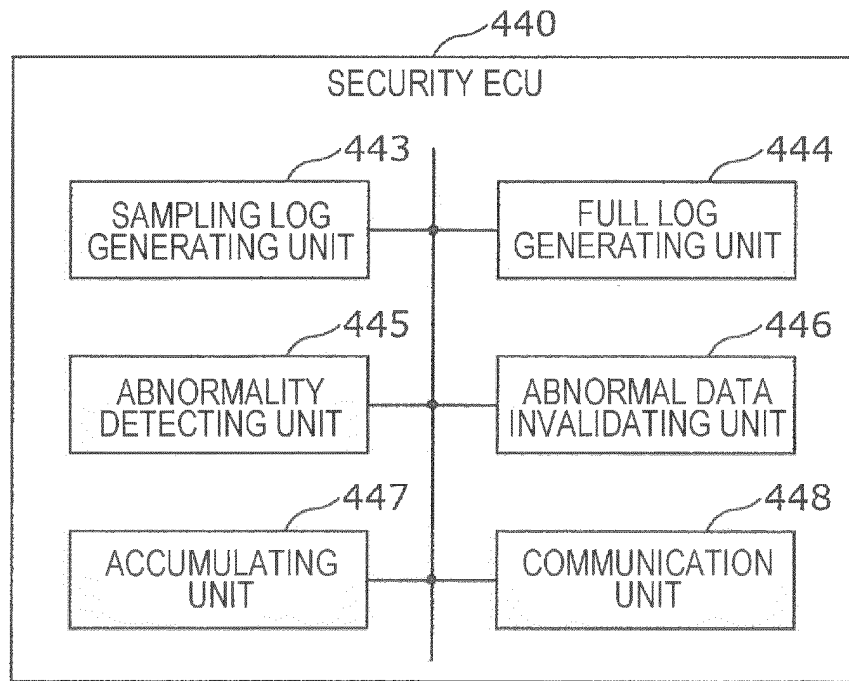 440
SECURITY ECU
443
SAMPLING LOG
GENERATING UNIT
444
FULL LOG
GENERATING UNIT
445
ABNORMALITY
DETECTING UNIT
446
ABNORMAL DATA
INVALIDATING UNIT
447
ACCUMULATING
UNIT
448
COMMUNICATION
UNIT